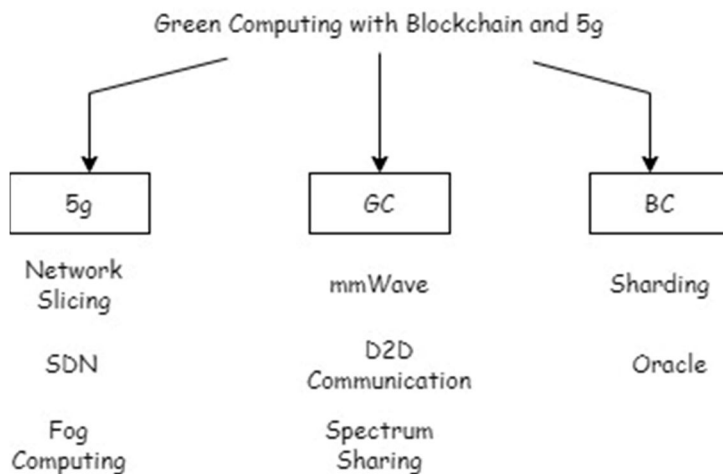 Green Computing with Blockchain and 5g
5g
GC
BC
Network
Slicing
mmWave
Sharding
SDN
D2D
Communication
Oracle
Fog
Computing
Spectrum
Sharing